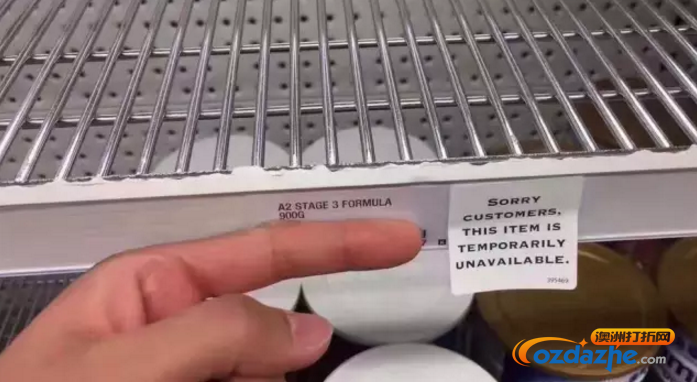 A2 STAGE 3 FORMULA
900G
SORRY
CUSTOMERS,
THIS ITEM IS
TEMPORARILY
UNAVAILABLE.
澳洲打折网
ozdazhe.com